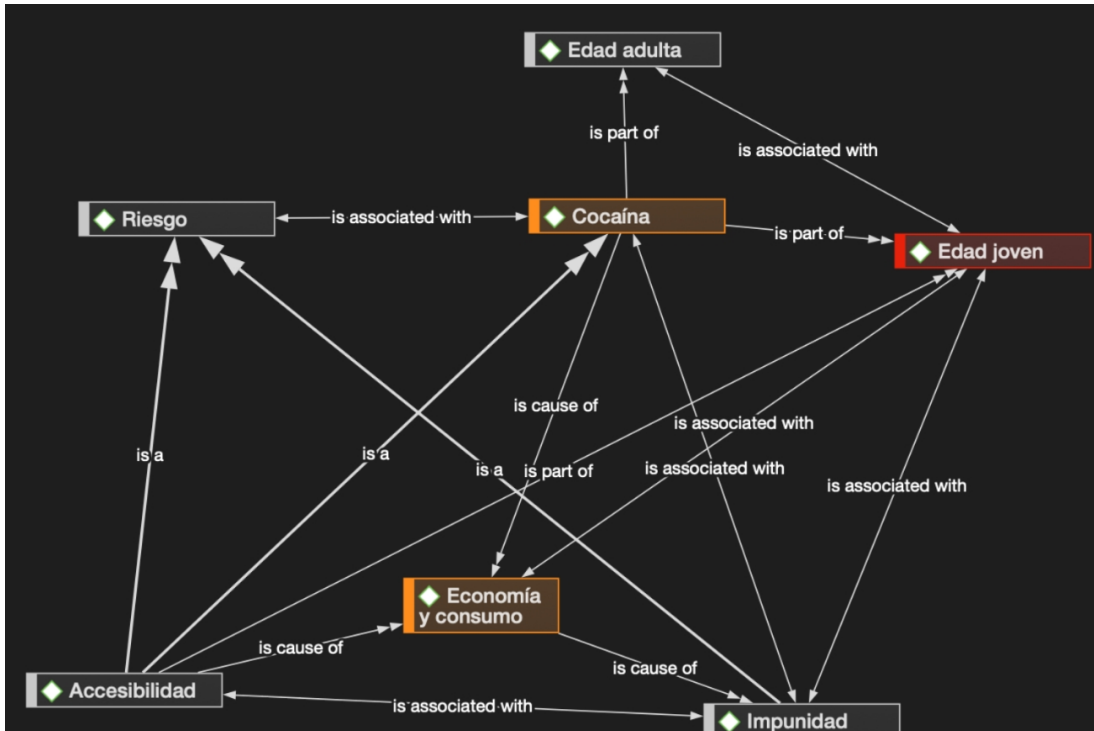 Edad adulta
is part of
is associated with
Riesgo
is associated with
Cocaína
is part of
Edad joven
is cause of
is associated with
is a
is a
is a
is part of
is associated with
is associated with
Economía
y consumo
is cause of
is cause of
Accesibilidad
is associated with
Impunidad